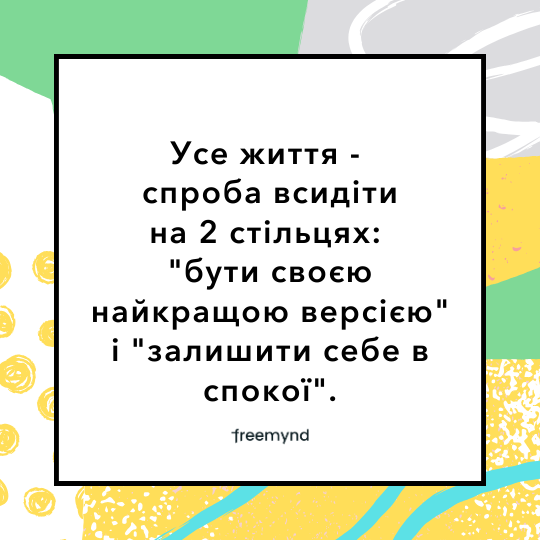 Усе життя -
спроба всидіти
на 2 стільцях:
"бути своєю
найкращою версією"
і "залишити себе в
спокої".
freemynd